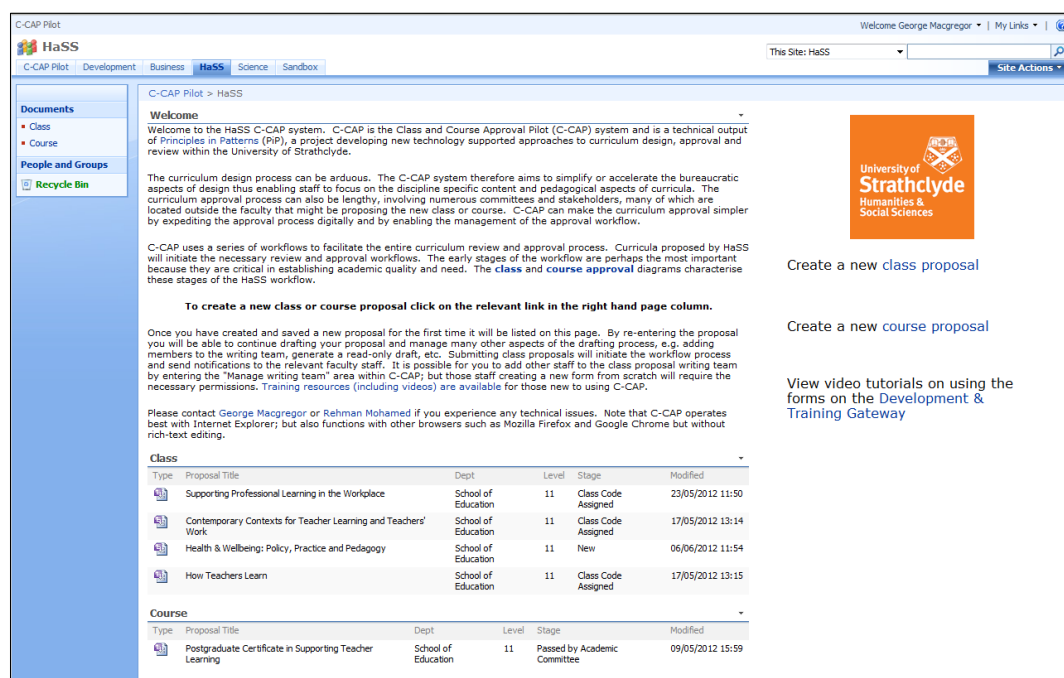 C-CAP Pilot
Welcome George Macgregor | My Links |
HaSS
This Site: HaSS
C-CAP Pilot Development Business HaSS Science Sandbox
Site Actions
Documents
Class
Course
People and Groups
Recycle Bin
C-CAP Pilot > HaSS
Welcome
Welcome to the HaSS C-CAP system. C-CAP is the Class and Course Approval Pilot (C-CAP) system and is a technical output
of Principles in Patterns (PiP), a project developing new technology supported approaches to curriculum design, approval and
review within the University of Strathclyde.
The curriculum design process can be arduous. The C-CAP system therefore aims to simplify or accelerate the bureaucratic
aspects of design thus enabling staff to focus on the discipline specific content and pedagogical aspects of curricula. The
curriculum approval process can also be lengthy, involving numerous committees and stakeholders, many of which are
located outside the faculty that might be proposing the new class or course. C-CAP can make the curriculum approval simpler
by expediting the approval process digitally and by enabling the management of the approval workflow.
C-CAP uses a series of workflows to facilitate the entire curriculum review and approval process. Curricula proposed by HaSS
will initiate the necessary review and approval workflows. The early stages of the workflow are perhaps the most important
because they are critical in establishing academic quality and need. The class and course approval diagrams characterise
these stages of the HaSS workflow.
To create a new class or course proposal click on the relevant link in the right hand page column.
Once you have created and saved a new proposal for the first time it will be listed on this page. By re-entering the proposal
you will be able to continue drafting your proposal and manage many other aspects of the drafting process, e.g. adding
members to the writing team, generate a read-only draft, etc. Submitting class proposals will initiate the workflow process
and send notifications to the relevant faculty staff. It is possible for you to add other staff to the class proposal writing team
by entering the "Manage writing team" area within C-CAP; but those staff creating a new form from scratch will require the
necessary permissions. Training resources (including videos) are available for those new to using C-CAP.
Please contact George Macgregor or Rehman Mohamed if you experience any technical issues. Note that C-CAP operates
best with Internet Explorer; but also functions with other browsers such as Mozilla Firefox and Google Chrome but without
rich-text editing.
Class
Type Proposal Title Dept Level Stage Modified
Supporting Professional Learning in the Workplace School of 11 Class Code 23/05/2012 11:50
Education Assigned
Contemporary Contexts for Teacher Learning and Teachers' School of 11 Class Code 17/05/2012 13:14
Work Education Assigned
Health & Wellbeing: Policy, Practice and Pedagogy School of 11 New 06/06/2012 11:54
Education
How Teachers Learn School of 11 Class Code 17/05/2012 13:15
Education Assigned
Course
Type Proposal Title Dept Level Stage Modified
Postgraduate Certificate in Supporting Teacher School of 11 Passed by Academic 09/05/2012 15:59
Learning Education Committee
University of
Strathclyde
Humanities &
Social Sciences
Create a new class proposal
Create a new course proposal
View video tutorials on using the
forms on the Development &
Training Gateway